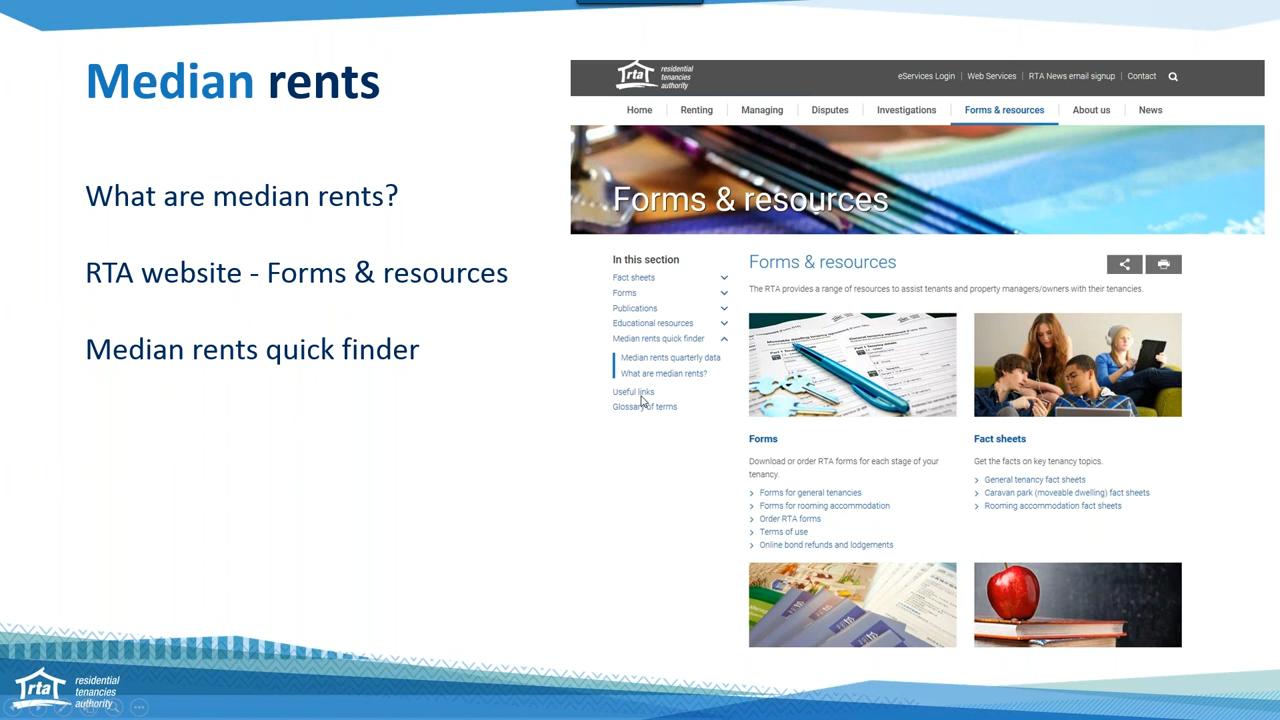 Median rents
What are median rents?
RTA website - Forms & resources
Median rents quick finder
rta
residential
tenancies
authority
eServices Login
Web Services
RTA News email signup
Contact
Home
Renting
Managing
Disputes
Investigations
Forms & resources
About us
News
Forms & resources
In this section
Fact sheets
Forms
Publications
Educational resources
Median rents quick finder
Median rents quarterly data
What are median rents?
Useful links
Glossary of terms
Forms & resources
The RTA provides a range of resources to assist tenants and property managers/owners with their tenancies.
Forms
Download or order RTA forms for each stage of your
tenancy.
Forms for general tenancies
Forms for rooming accommodation
Order RTA forms
Terms of use
Online bond refunds and lodgements
Fact sheets
Get the facts on key tenancy topics.
General tenancy fact sheets
Caravan park (moveable dwelling) fact sheets
Rooming accommodation fact sheets
rta
residential
tenancies
authority